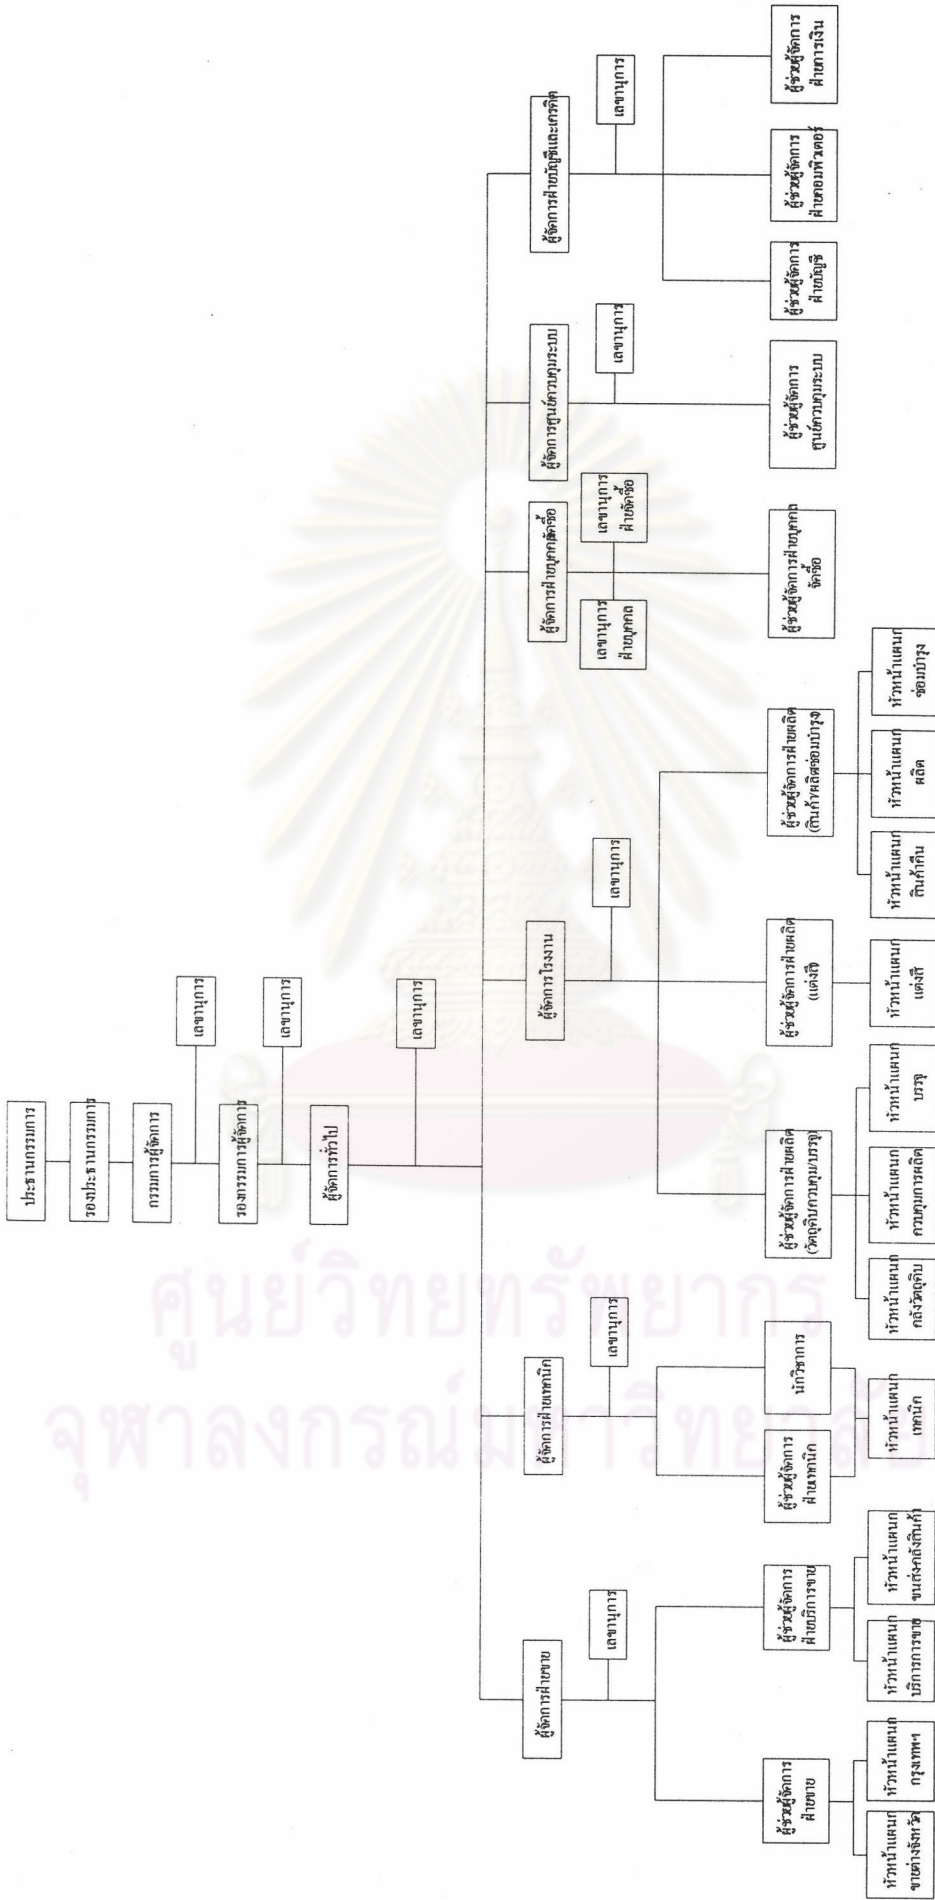 ประธานกรรมการ
รองประธานกรรมการ
กรรมการผู้จัดการ
เลขานุการ
รองกรรมการผู้จัดการ
เลขานุการ
ผู้จัดการทั่วไป
เลขานุการ
ผู้จัดการฝ่ายขาย
ผู้จัดการฝ่ายเทคนิค
ผู้จัดการโรงงาน
ผู้จัดการฝ่ายบุคคล/จัดซื้อ
ผู้จัดการศูนย์ควบคุมระบบ
ผู้จัดการฝ่ายบัญชีและเครดิต
เลขานุการ
เลขานุการ
เลขานุการ
เลขานุการ
ฝ่ายบุคคล
เลขานุการ
ฝ่ายจัดซื้อ
เลขานุการ
เลขานุการ
ผู้ช่วยผู้จัดการ
ฝ่ายขาย
ผู้ช่วยผู้จัดการ
ฝ่ายบริการขาย
ผู้ช่วยผู้จัดการ
ฝ่ายเทคนิค
นักวิชาการ
ผู้ช่วยผู้จัดการฝ่ายผลิต
(วัตถุดิบ/ควบคุม/บรรจุ)
ผู้ช่วยผู้จัดการฝ่ายผลิต
(แต่งสี)
ผู้ช่วยผู้จัดการฝ่ายผลิต
(สินค้า/ผลิต/ซ่อมบำรุง)
ผู้ช่วยผู้จัดการฝ่ายบุคคล
จัดซื้อ
ผู้ช่วยผู้จัดการ
ศูนย์ควบคุมระบบ
ผู้ช่วยผู้จัดการ
ฝ่ายบัญชี
ผู้ช่วยผู้จัดการ
ฝ่ายคอมพิวเตอร์
ผู้ช่วยผู้จัดการ
ฝ่ายการเงิน
หัวหน้าแผนก
ขายต่างจังหวัด
หัวหน้าแผนก
กรุงเทพฯ
หัวหน้าแผนก
บริการการขาย
หัวหน้าแผนก
ขนส่ง-คลังสินค้า
หัวหน้าแผนก
เทคนิค
หัวหน้าแผนก
คลังวัตถุดิบ
หัวหน้าแผนก
ควบคุมการผลิต
หัวหน้าแผนก
บรรจุ
หัวหน้าแผนก
แต่งสี
หัวหน้าแผนก
สินค้าคืน
หัวหน้าแผนก
ผลิต
หัวหน้าแผนก
ซ่อมบำรุง
ศูนย์วิทยทรัพยากร
จุฬาลงกรณ์มหาวิทยาลัย